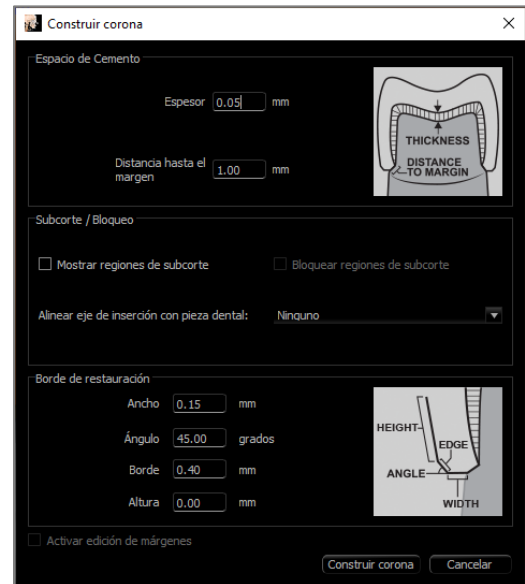 Construir corona
Espacio de Cemento
Espesor 0.05 mm
Distancia hasta el
margen 1.00 mm
THICKNESS
DISTANCE
TO MARGIN
Subcorte / Bloqueo
Mostrar regiones de subcorte Bloquear regiones de subcorte
Alinear eje de inserción con pieza dental: Ninguno
Borde de restauración
Ancho 0.15 mm
Ángulo 45.00 grados
Borde 0.40 mm
Altura 0.00 mm
HEIGHT
EDGE
ANGLE
WIDTH
Activar edición de márgenes
Construir corona Cancelar